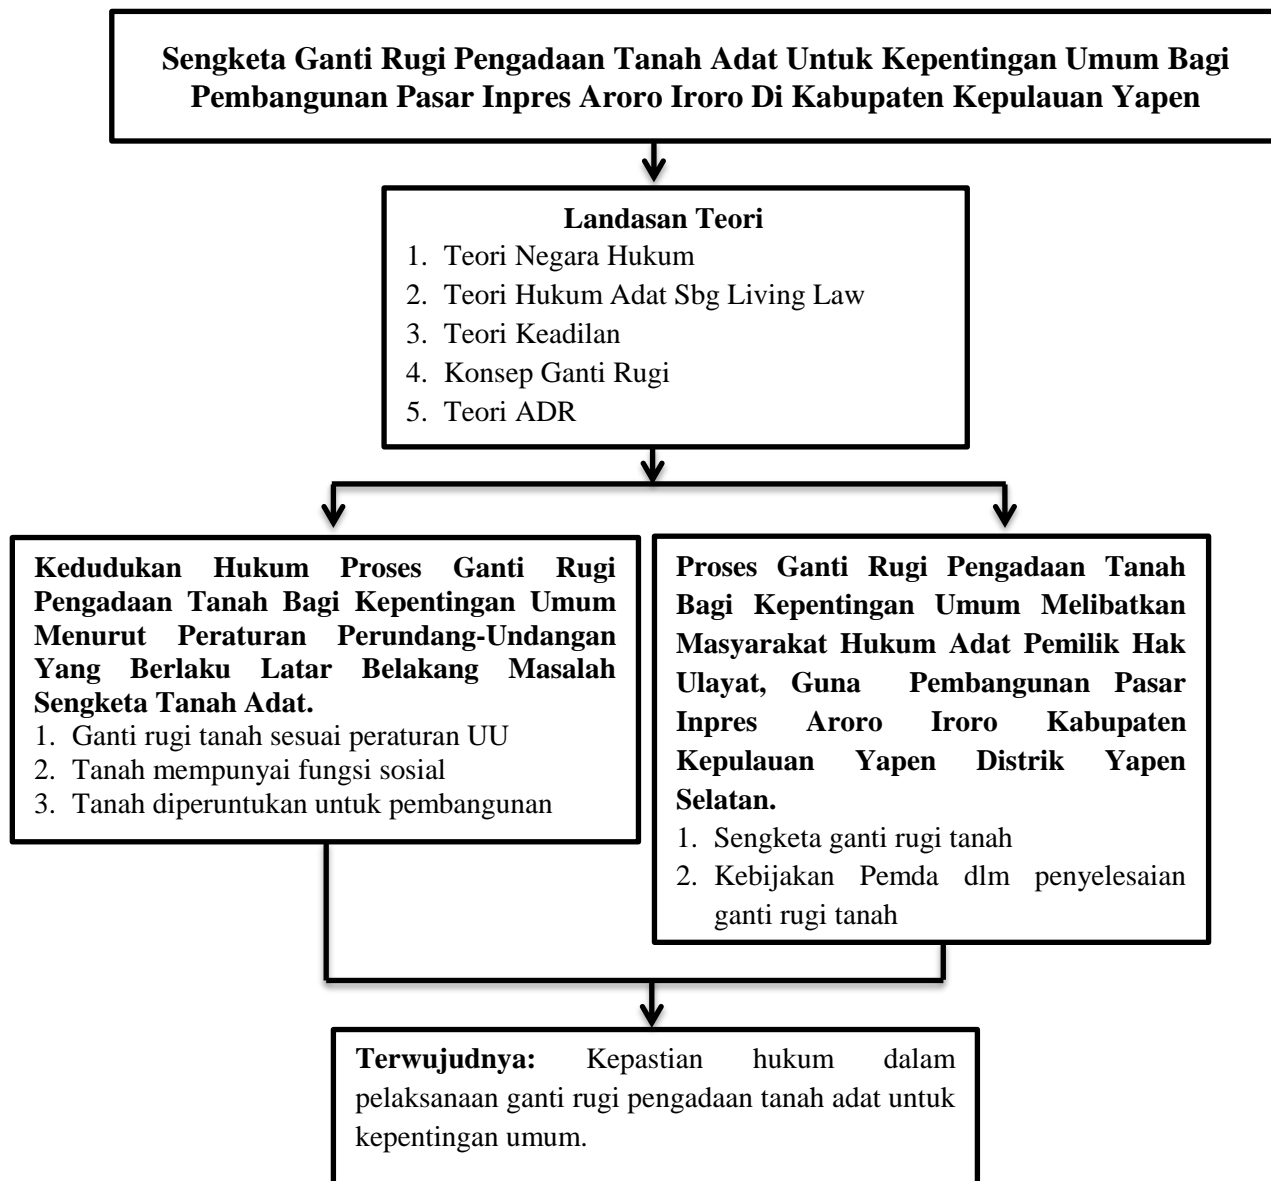 Sengketa Ganti Rugi Pengadaan Tanah Adat Untuk Kepentingan Umum Bagi
Pembangunan Pasar Inpres Aroro Iroro Di Kabupaten Kepulauan Yapen
Landasan Teori
1. Teori Negara Hukum
2. Teori Hukum Adat Sbg Living Law
3. Teori Keadilan
4. Konsep Ganti Rugi
5. Teori ADR
Kedudukan Hukum Proses Ganti Rugi
Pengadaan Tanah Bagi Kepentingan Umum
Menurut Peraturan Perundang-Undangan
Yang Berlaku Latar Belakang Masalah
Sengketa Tanah Adat.
1. Ganti rugi tanah sesuai peraturan UU
2. Tanah mempunyai fungsi sosial
3. Tanah diperuntukan untuk pembangunan
Proses Ganti Rugi Pengadaan Tanah
Bagi Kepentingan Umum Melibatkan
Masyarakat Hukum Adat Pemilik Hak
Ulayat, Guna Pembangunan Pasar
Inpres Aroro Iroro Kabupaten
Kepulauan Yapen Distrik Yapen
Selatan.
1. Sengketa ganti rugi tanah
2. Kebijakan Pemda dlm penyelesaian
ganti rugi tanah
Terwujudnya: Kepastian hukum dalam
pelaksanaan ganti rugi pengadaan tanah adat untuk
kepentingan umum.